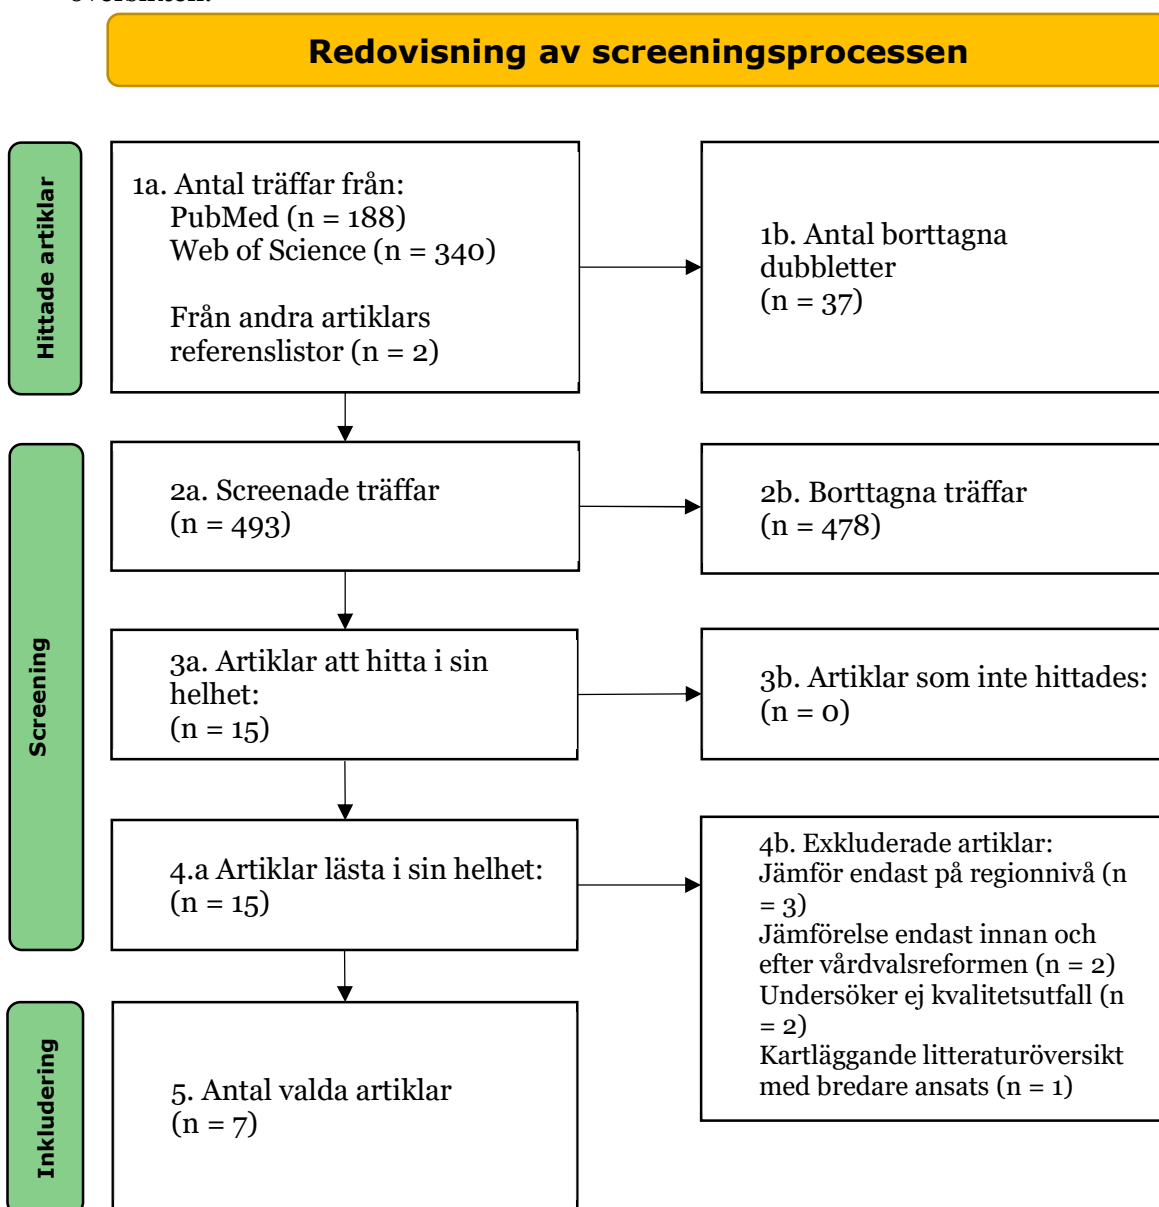 Redovisning av screeningsprocessen
Hittade artiklar
1a. Antal träffar från:
PubMed (n = 188)
Web of Science (n = 340)
Från andra artiklars
referenslistor (n = 2)
1b. Antal borttagna
dubbletter
(n = 37)
Screening
2a. Screenade träffar
(n = 493)
2b. Borttagna träffar
(n = 478)
3a. Artiklar att hitta i sin
helhet:
(n = 15)
3b. Artiklar som inte hittades:
(n = 0)
4.a Artiklar lästa i sin helhet:
(n = 15)
4b. Exkluderade artiklar:
Jämför endast på regionnivå (n
= 3)
Jämförelse endast innan och
efter vårdvalsreformen (n = 2)
Undersöker ej kvalitetsutfall (n
= 2)
Kartläggande litteraturöversikt
med bredare ansats (n = 1)
Inkludering
5. Antal valda artiklar
(n = 7)